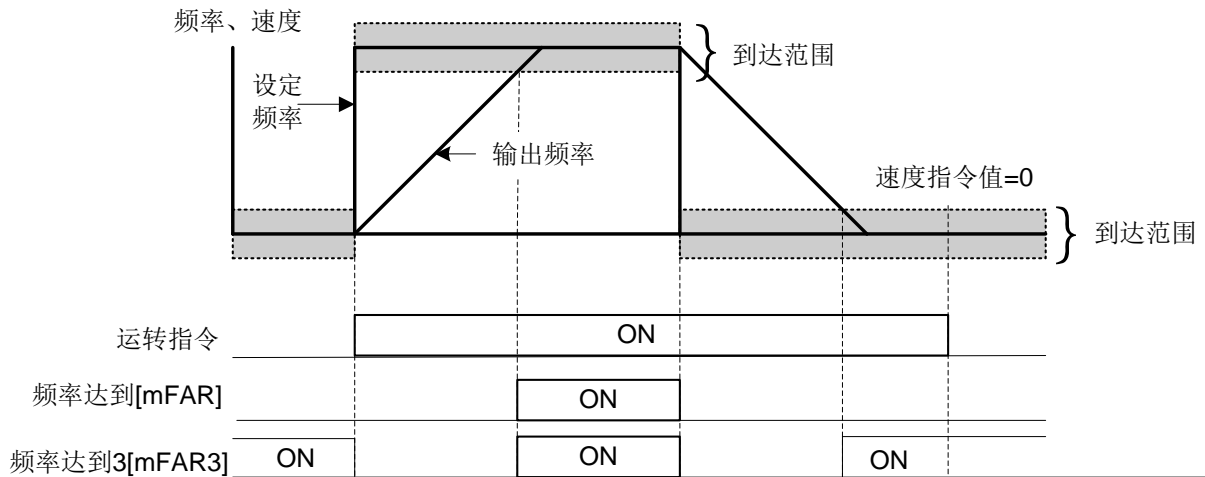 频率、速度
到达范围
设定
频率
输出频率
速度指令值=0
到达范围
运转指令
ON
频率达到[mFAR]
ON
频率达到3[mFAR3]
ON
ON
ON